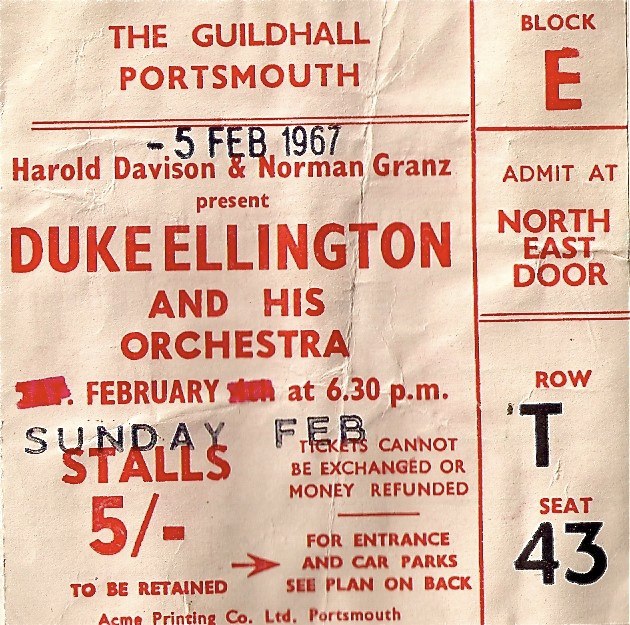 THE GUILDHALL
PORTSMOUTH
- 5 FEB 1967
Harold Davison & Norman Granz
present
DUKE ELLINGTON
AND HIS
ORCHESTRA
FEBRUARY at 6.30 p.m.
SUNDAY FEB
STALLS
5/-
TO BE RETAINED
TICKETS CANNOT
BE EXCHANGED OR
MONEY REFUNDED
FOR ENTRANCE
AND CAR PARKS
SEE PLAN ON BACK
Acme Printing Co. Ltd. Portsmouth
BLOCK
E
ADMIT AT
NORTH
EAST
DOOR
ROW
T
SEAT
43